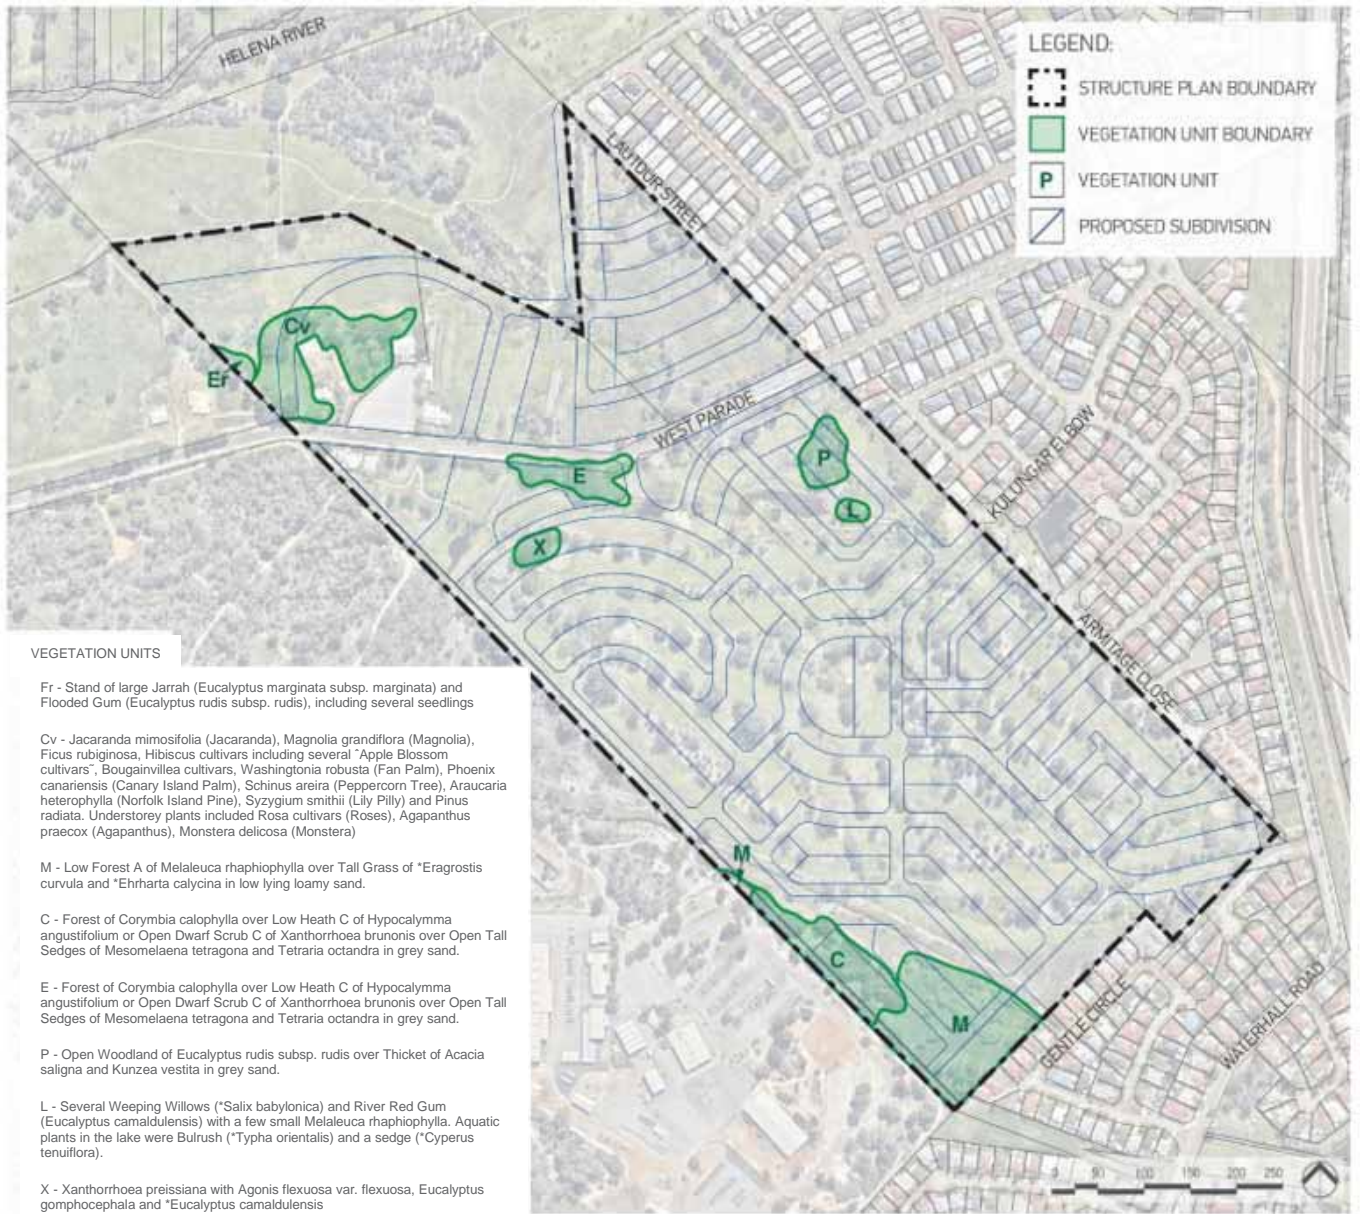 HELENA RIVER
LEGEND:
STRUCTURE PLAN BOUNDARY
VEGETATION UNIT BOUNDARY
P VEGETATION UNIT
PROPOSED SUBDIVISION
LAUTOUR STREET
Cv
Er
WEST PARADE
P
E
L
X
KULUNGAR ELBOW
ARMITAGE CLOSE
M
C
M
GENTLE CIRCLE
WATERHALL ROAD
VEGETATION UNITS
Fr - Stand of large Jarrah (Eucalyptus marginata subsp. marginata) and
Flooded Gum (Eucalyptus rudis subsp. rudis), including several seedlings
Cv - Jacaranda mimosifolia (Jacaranda), Magnolia grandiflora (Magnolia),
Ficus rubiginosa, Hibiscus cultivars including several ˆApple Blossom
cultivars˜, Bougainvillea cultivars, Washingtonia robusta (Fan Palm), Phoenix
canariensis (Canary Island Palm), Schinus areira (Peppercorn Tree), Araucaria
heterophylla (Norfolk Island Pine), Syzygium smithii (Lily Pilly) and Pinus
radiata. Understorey plants included Rosa cultivars (Roses), Agapanthus
praecox (Agapanthus), Monstera delicosa (Monstera)
M - Low Forest A of Melaleuca rhaphiophylla over Tall Grass of *Eragrostis
curvula and *Ehrharta calycina in low lying loamy sand.
C - Forest of Corymbia calophylla over Low Heath C of Hypocalymma
angustifolium or Open Dwarf Scrub C of Xanthorrhoea brunonis over Open Tall
Sedges of Mesomelaena tetragona and Tetraria octandra in grey sand.
E - Forest of Corymbia calophylla over Low Heath C of Hypocalymma
angustifolium or Open Dwarf Scrub C of Xanthorrhoea brunonis over Open Tall
Sedges of Mesomelaena tetragona and Tetraria octandra in grey sand.
P - Open Woodland of Eucalyptus rudis subsp. rudis over Thicket of Acacia
saligna and Kunzea vestita in grey sand.
L - Several Weeping Willows (*Salix babylonica) and River Red Gum
(Eucalyptus camaldulensis) with a few small Melaleuca rhaphiophylla. Aquatic
plants in the lake were Bulrush (*Typha orientalis) and a sedge (*Cyperus
tenuiflora).
X - Xanthorrhoea preissiana with Agonis flexuosa var. flexuosa, Eucalyptus
gomphocephala and *Eucalyptus camaldulensis
0 50 100 150 200 250